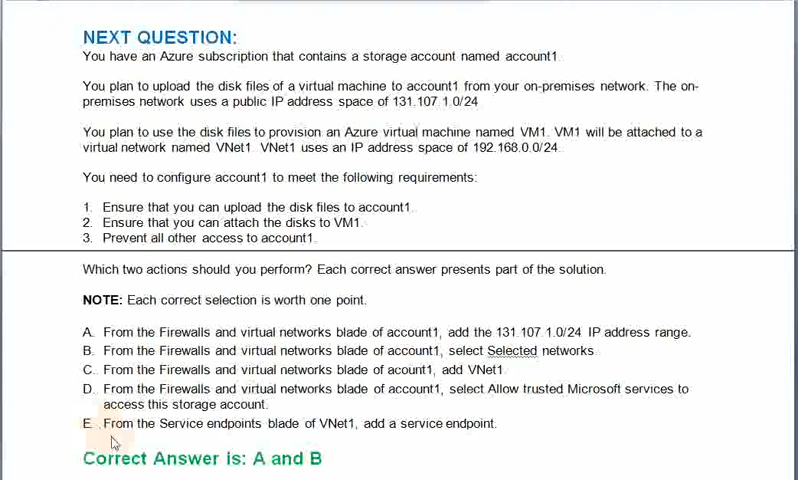 NEXT QUESTION:
You have an Azure subscription that contains a storage account named account1.
You plan to upload the disk files of a virtual machine to account1 from your on-premises network. The on-
premises network uses a public IP address space of 131.107.1.0/24
You plan to use the disk files to provision an Azure virtual machine named VM1. VM1 will be attached to a
virtual network named VNet1. VNet1 uses an IP address space of 192.168.0.0/24.
You need to configure account1 to meet the following requirements:
1. Ensure that you can upload the disk files to account1.
2. Ensure that you can attach the disks to VM1.
3. Prevent all other access to account1.
Which two actions should you perform? Each correct answer presents part of the solution.
NOTE: Each correct selection is worth one point.
A. From the Firewalls and virtual networks blade of account1, add the 131.107.1.0/24 IP address range.
B. From the Firewalls and virtual networks blade of account1, select Selected networks.
C. From the Firewalls and virtual networks blade of acount1, add VNet1.
D. From the Firewalls and virtual networks blade of account1, select Allow trusted Microsoft services to
access this storage account.
E. From the Service endpoints blade of VNet1, add a service endpoint.
Correct Answer is: A and B